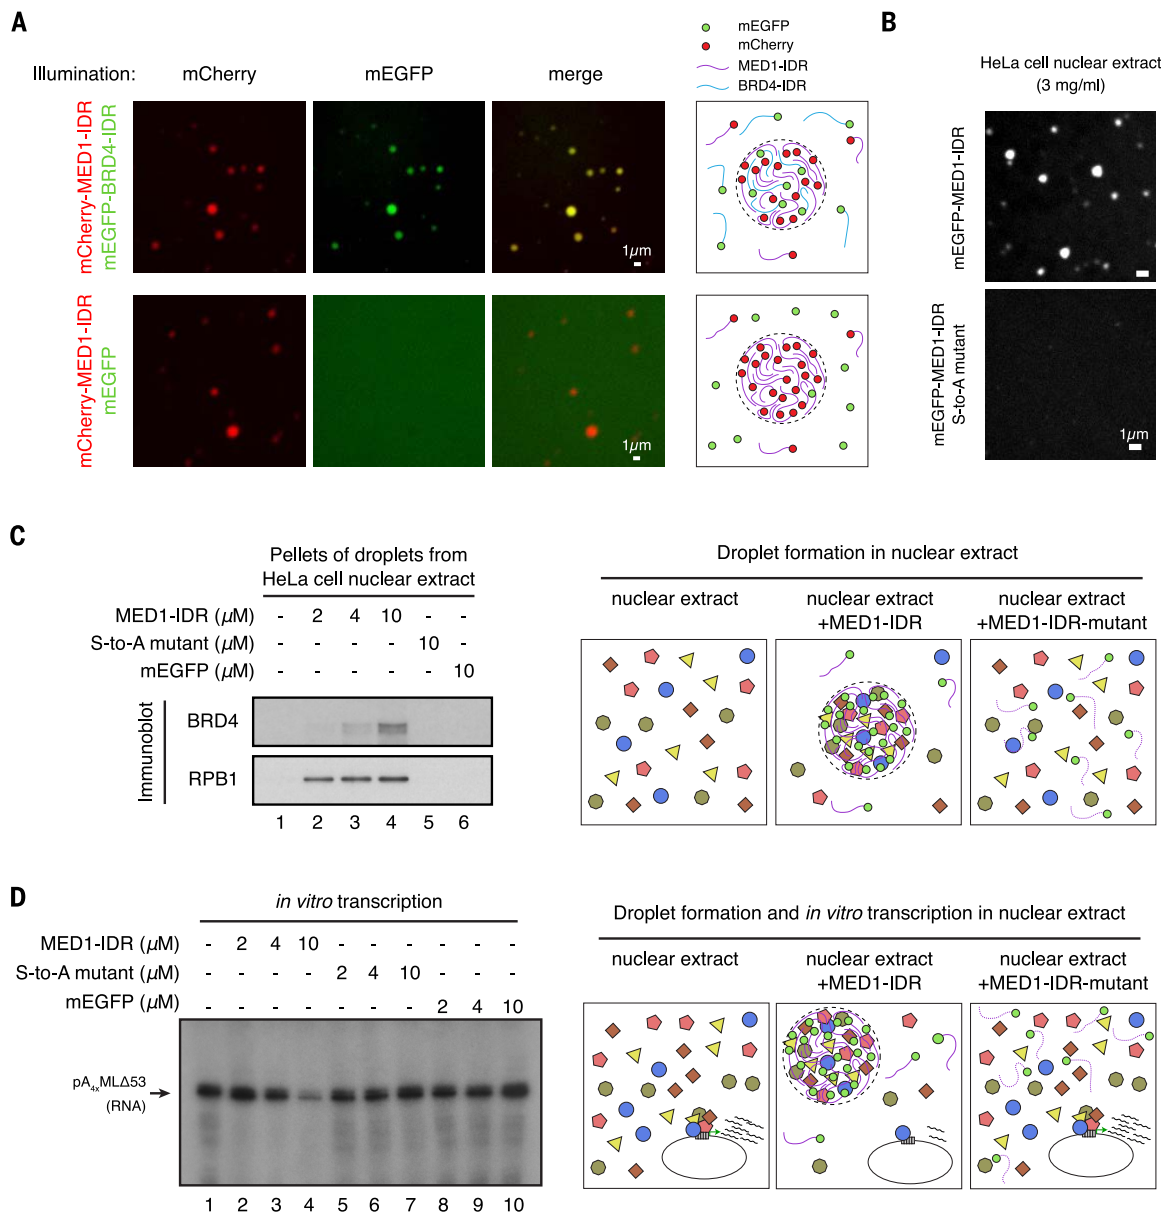 A
Illumination: mCherry mEGFP merge
mCherry-MED1-IDR
mEGFP-BRD4-IDR
1μm
mCherry-MED1-IDR
mEGFP
1μm
mEGFP
mCherry
MED1-IDR
BRD4-IDR
B
HeLa cell nuclear extract
(3 mg/ml)
mEGFP-MED1-IDR
mEGFP-MED1-IDR
S-to-A mutant
1μm
C
Pellets of droplets from
HeLa cell nuclear extract
MED1-IDR (μM) - 2 4 10 - -
S-to-A mutant (μM) - - - - 10 -
mEGFP (μM) - - - - - 10
Immunoblot
BRD4
RPB1
1 2 3 4 5 6
Droplet formation in nuclear extract
nuclear extract
nuclear extract
+MED1-IDR
nuclear extract
+MED1-IDR-mutant
D
in vitro transcription
MED1-IDR (μM) - 2 4 10 - - - - - -
S-to-A mutant (μM) - - - - 2 4 10 - - -
mEGFP (μM) - - - - - - - 2 4 10
pA4xMLΔ53
(RNA)
1 2 3 4 5 6 7 8 9 10
Droplet formation and in vitro transcription in nuclear extract
nuclear extract
nuclear extract
+MED1-IDR
nuclear extract
+MED1-IDR-mutant